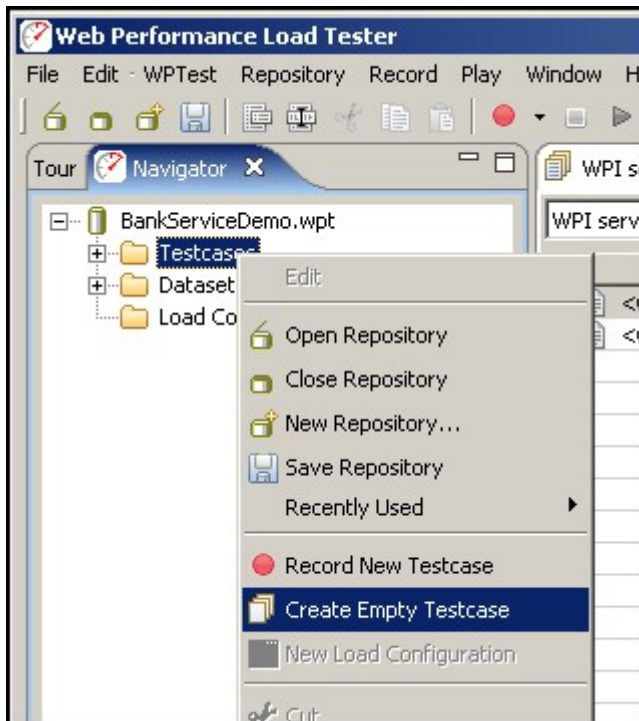 Web Performance Load Tester
File Edit WPTest Repository Record Play Window H
Tour Navigator WPI s
BankServiceDemo.wpt WPI serv
Testcases
Dataset
Load Co
Edit
Open Repository
Close Repository
New Repository...
Save Repository
Recently Used
Record New Testcase
Create Empty Testcase
New Load Configuration
Cut